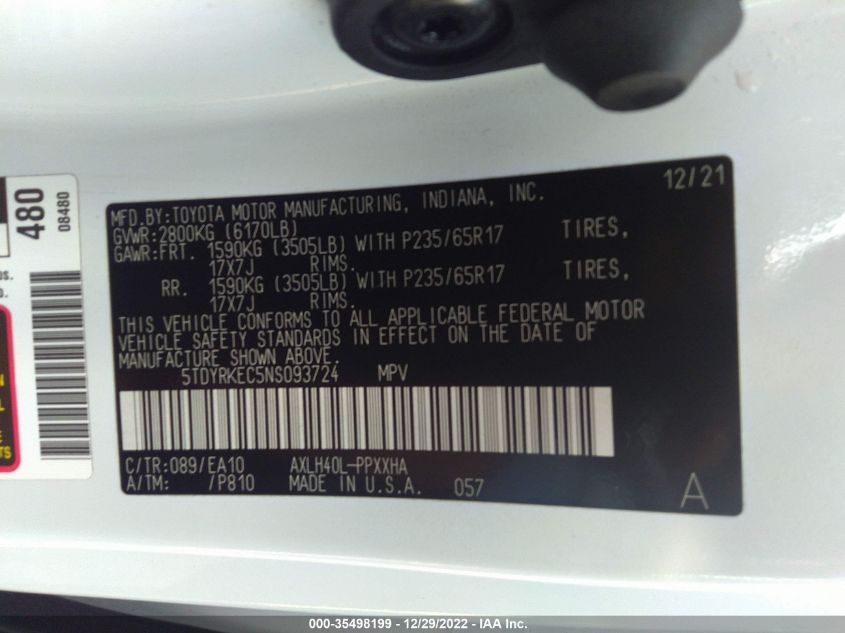 480
08480
12/21
MFD.BY:TOYOTA MOTOR MANUFACTURING, INDIANA, INC.
GVWR:2800KG (6170LB)
GAWR:FRT. 1590KG (3505LB) WITH P235/65R17 TIRES,
17X7J RIMS.
RR. 1590KG (3505LB) WITH P235/65R17 TIRES,
17X7J RIMS.
THIS VEHICLE CONFORMS TO ALL APPLICABLE FEDERAL MOTOR
VEHICLE SAFETY STANDARDS IN EFFECT ON THE DATE OF
MANUFACTURE SHOWN ABOVE.
5TDYRKEC5NS093724 MPV
C/TR:089/EA10 AXLH40L-PPXXHA
A/TM: /P810 MADE IN U.S.A. 057
A
000-35498199 - 12/29/2022 - IAA Inc.